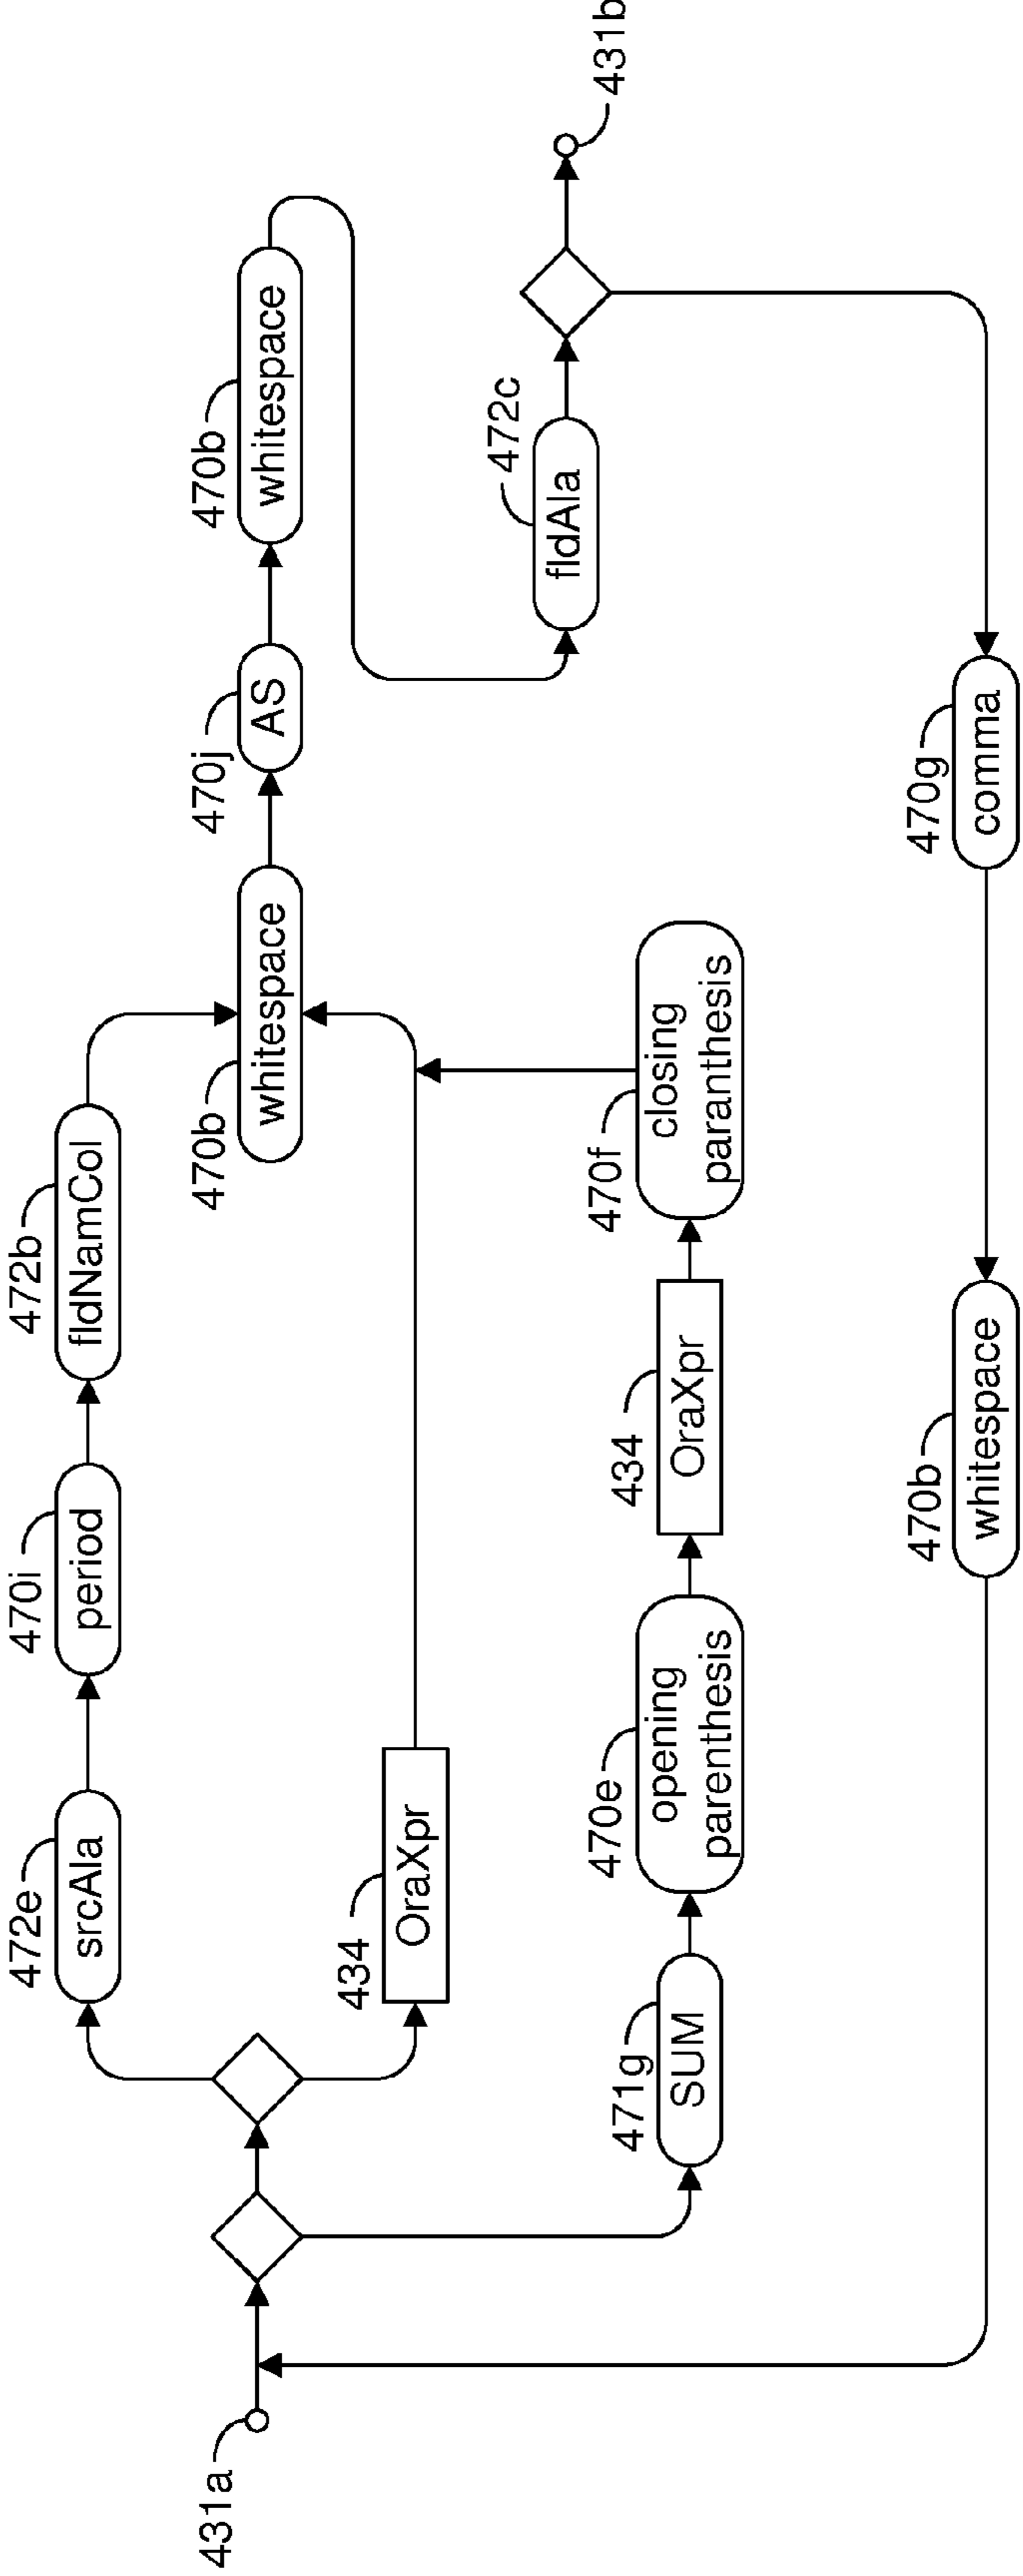 431a
472e
srcAla
470i
period
472b
fldNamCol
434
OraXpr
471g
SUM
470e
opening
parenthesis
434
OraXpr
470f
closing
paranthesis
470b
whitespace
470j
AS
470b
whitespace
472c
fldAla
431b
470g
comma
470b
whitespace